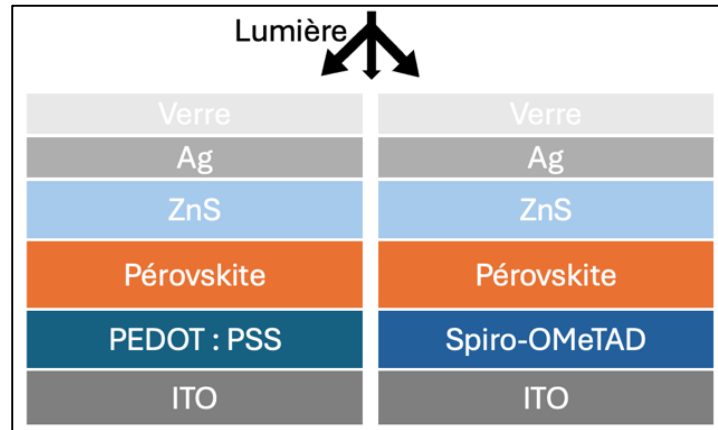 Lumière
Verre
Verre
Ag
Ag
ZnS
ZnS
Pérovskite
Pérovskite
PEDOT : PSS
Spiro-OMeTAD
ITO
ITO